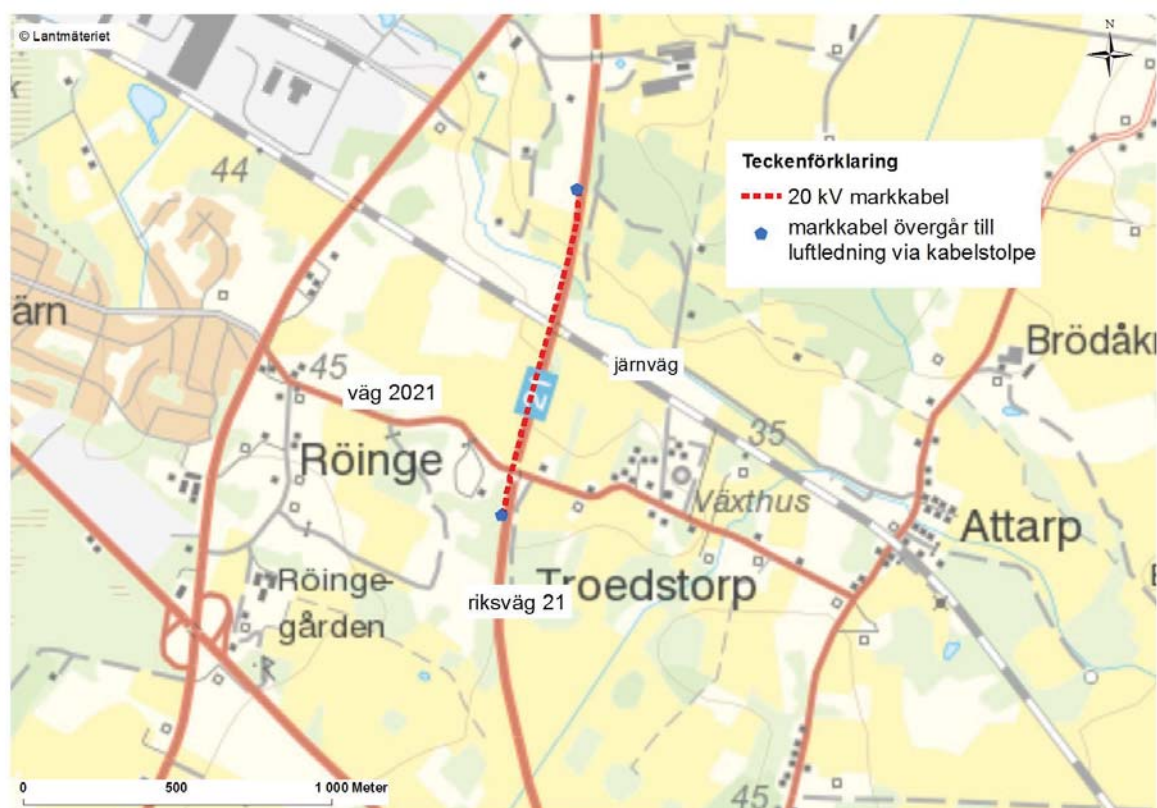 © Lantmäteriet
N
Teckenförklaring
20 kV markkabel
markkabel övergår till
luftledning via kabelstolpe
44
ärn
Brödåkr
järnväg
45
21
väg 2021
35
Röinge
Växthus
Attarp
Röinge-
gården
Troedstorp
riksväg 21
45
0 500 1 000 Meter